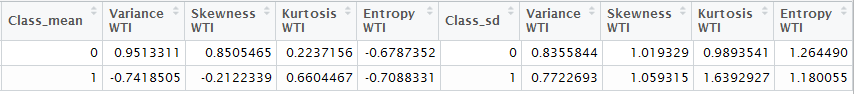 Class_mean Variance WTI Skewness WTI Kurtosis WTI Entropy WTI Class_sd Variance WTI Skewness WTI Kurtosis WTI Entropy WTI
0 0.9513311 0.8505465 0.2237156 -0.6787352 0 0.8355844 1.019329 0.9893541 1.264490
1 -0.7418505 -0.2122339 0.6604467 -0.7088331 1 0.7722693 1.059315 1.6392927 1.180055